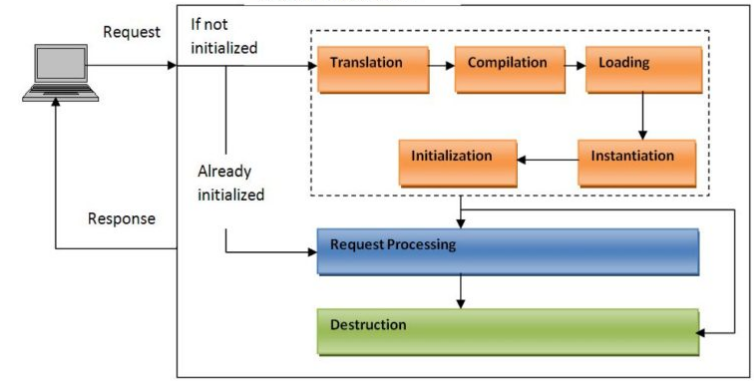 Request
If not
initialized
Translation
Compilation
Loading
Initialization
Instantiation
Already
initialized
Response
Request Processing
Destruction